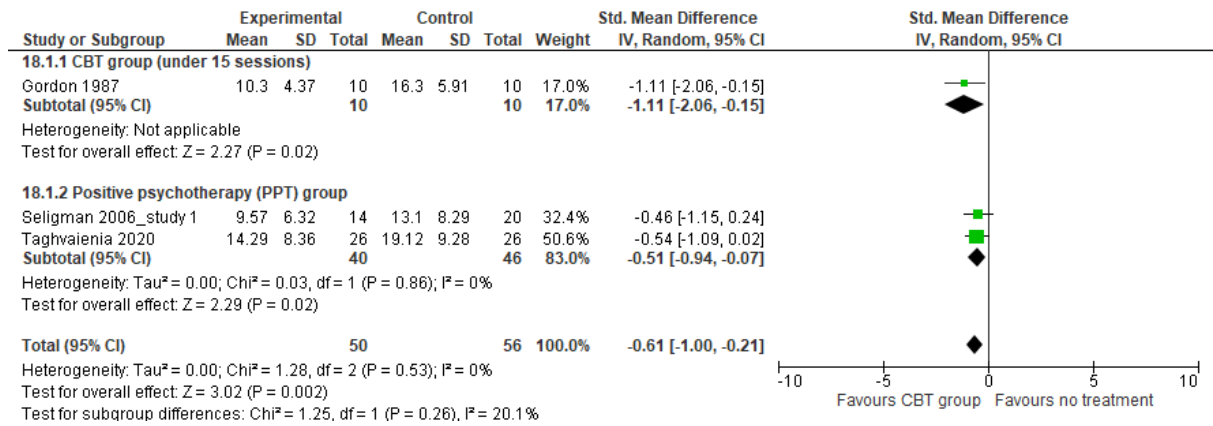 Experimental Control Std. Mean Difference Std. Mean Difference
Study or Subgroup Mean SD Total Mean SD Total Weight IV, Random, 95% CI IV, Random, 95% CI
18.1.1 CBT group (under 15 sessions)
Gordon 1987 10.3 4.37 10 16.3 5.91 10 17.0% -1.11 [-2.06, -0.15]
Subtotal (95% CI) 10 10 17.0% -1.11 [-2.06, -0.15]
Heterogeneity: Not applicable
Test for overall effect: Z = 2.27 (P = 0.02)
18.1.2 Positive psychotherapy (PPT) group
Seligman 2006_study 1 9.57 6.32 14 13.1 8.29 20 32.4% -0.46 [-1.15, 0.24]
Taghvaienia 2020 14.29 8.36 26 19.12 9.28 26 50.6% -0.54 [-1.09, 0.02]
Subtotal (95% CI) 40 46 83.0% -0.51 [-0.94, -0.07]
Heterogeneity: Tau² = 0.00; Chi² = 0.03, df = 1 (P = 0.86); I² = 0%
Test for overall effect: Z = 2.29 (P = 0.02)
Total (95% CI) 50 56 100.0% -0.61 [-1.00, -0.21]
Heterogeneity: Tau² = 0.00; Chi² = 1.28, df = 2 (P = 0.53); I² = 0%
Test for overall effect: Z = 3.02 (P = 0.002)
Test for subgroup differences: Chi² = 1.25, df = 1 (P = 0.26), I² = 20.1%
-10 -5 0 5 10
Favours CBT group Favours no treatment